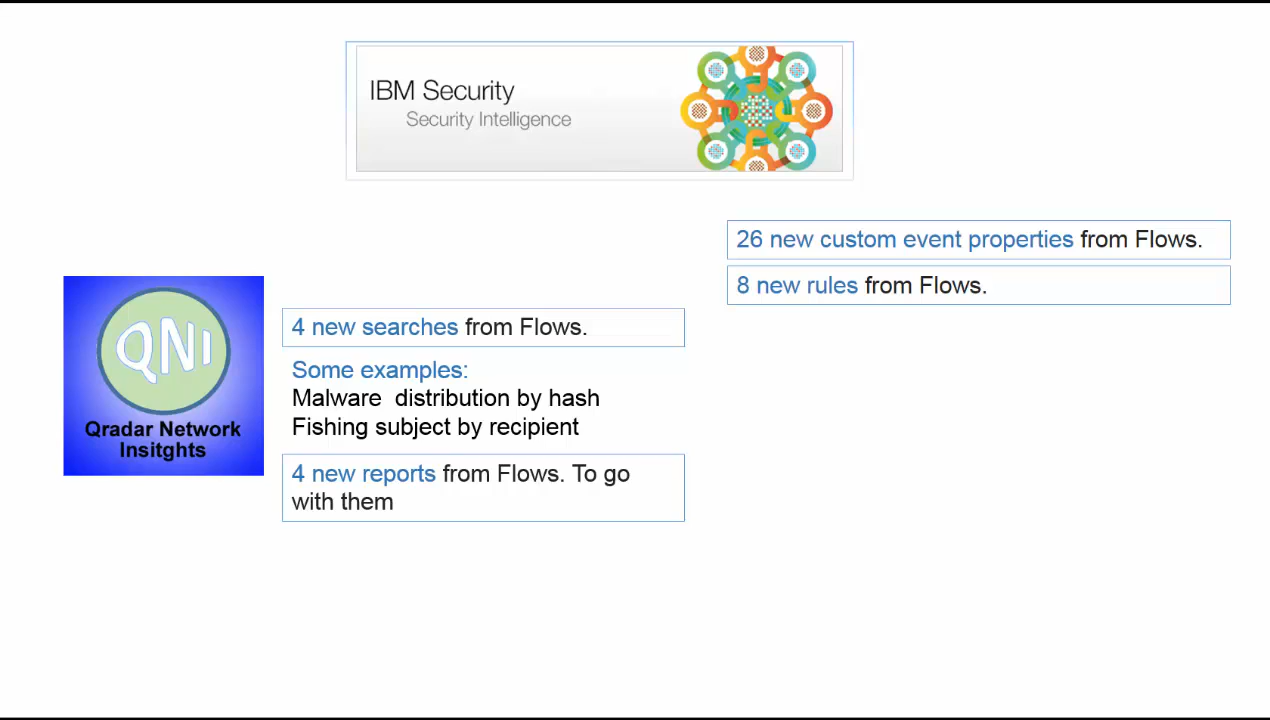 IBM Security
Security Intelligence
26 new custom event properties from Flows.
8 new rules from Flows.
QNI
Qradar Network
Insitghts
4 new searches from Flows.
Some examples:
Malware distribution by hash
Fishing subject by recipient
4 new reports from Flows. To go
with them